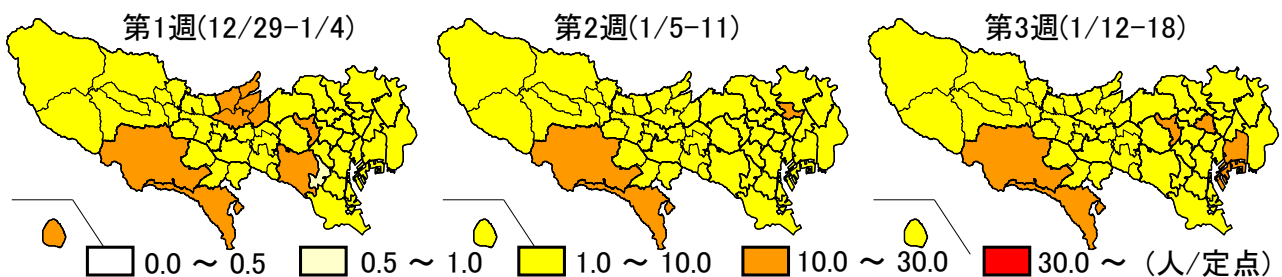 第1週(12/29-1/4)
第2週(1/5-11)
第3週(1/12-18)
0.0 ～ 0.5
0.5 ～ 1.0
1.0 ～ 10.0
10.0 ～ 30.0
30.0 ～ (人/定点)